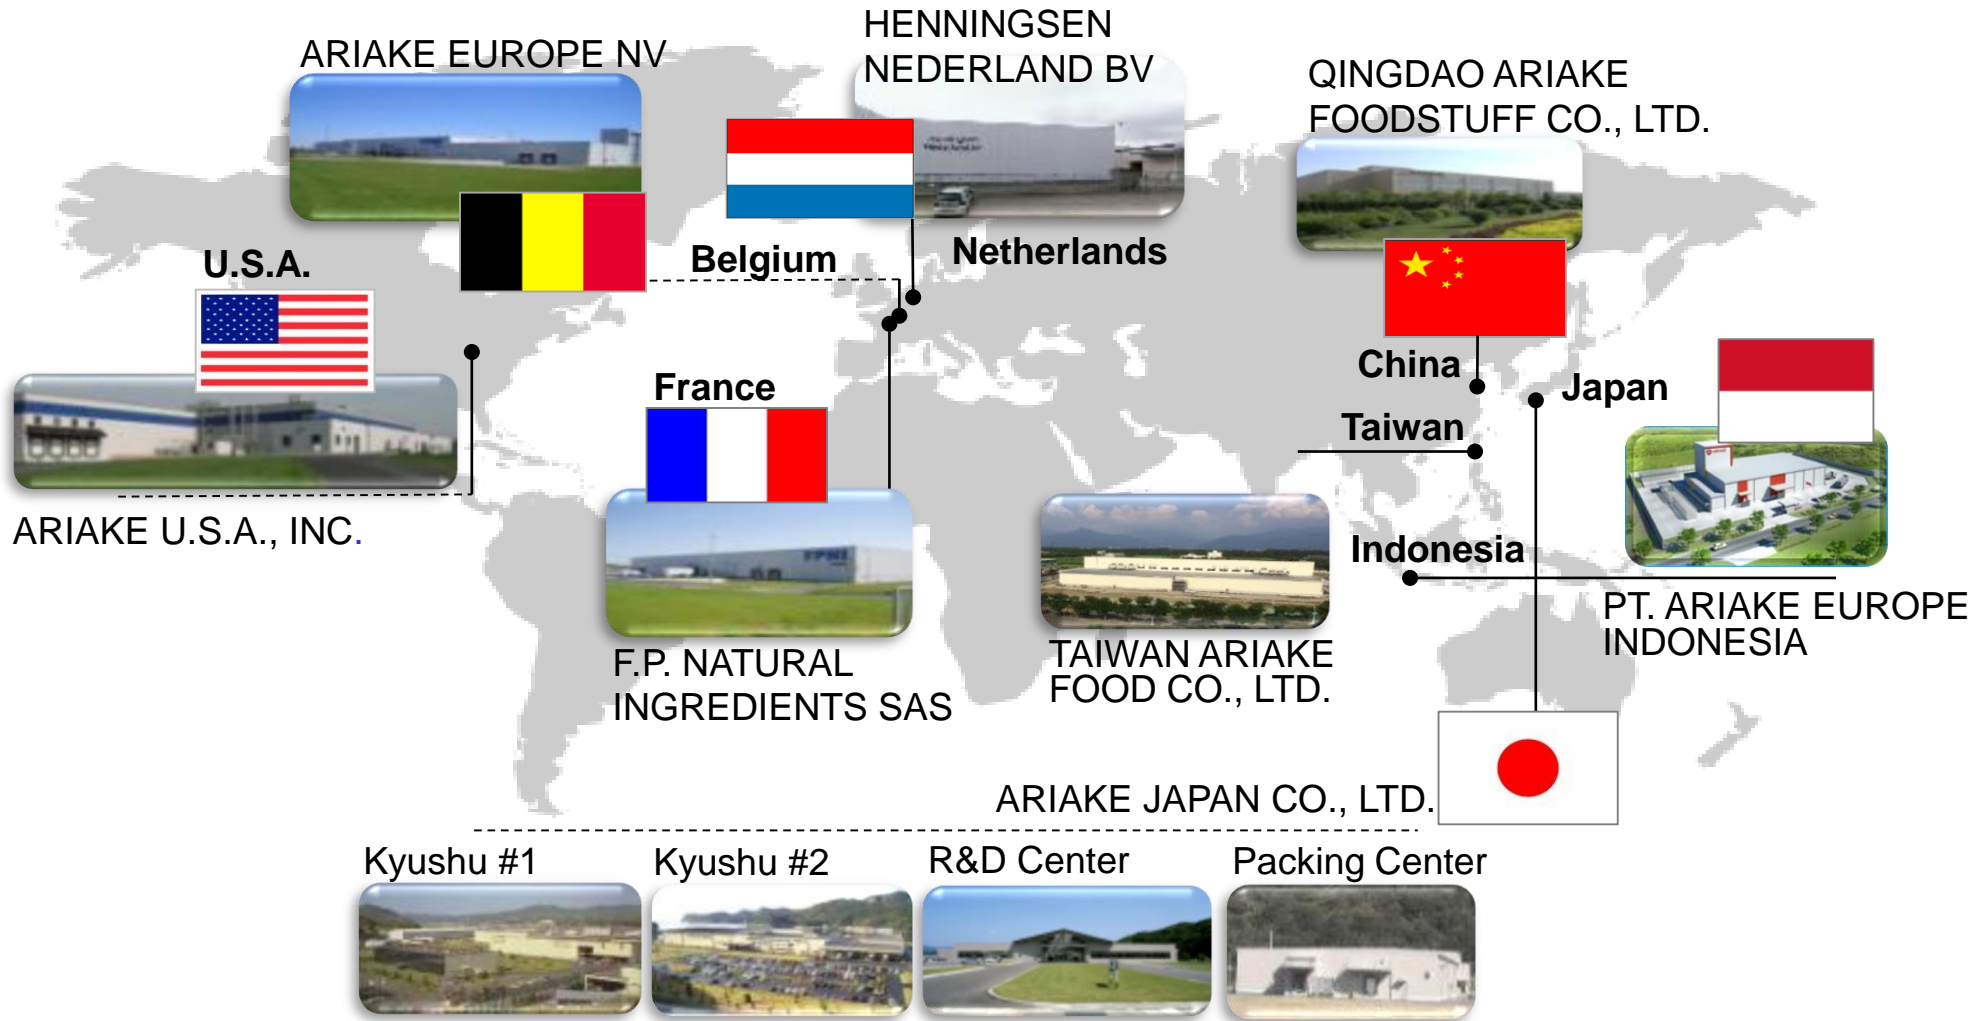 HENNINGSEN
NEDERLAND BV
ARIAKE EUROPE NV
QINGDAO ARIAKE
FOODSTUFF CO., LTD.
U.S.A.
Belgium
Netherlands
China
Japan
France
Taiwan
ARIAKE U.S.A., INC.
Indonesia
PT. ARIAKE EUROPE
INDONESIA
F.P. NATURAL
INGREDIENTS SAS
TAIWAN ARIAKE
FOOD CO., LTD.
ARIAKE JAPAN CO., LTD.
Kyushu #1
Kyushu #2
R&D Center
Packing Center